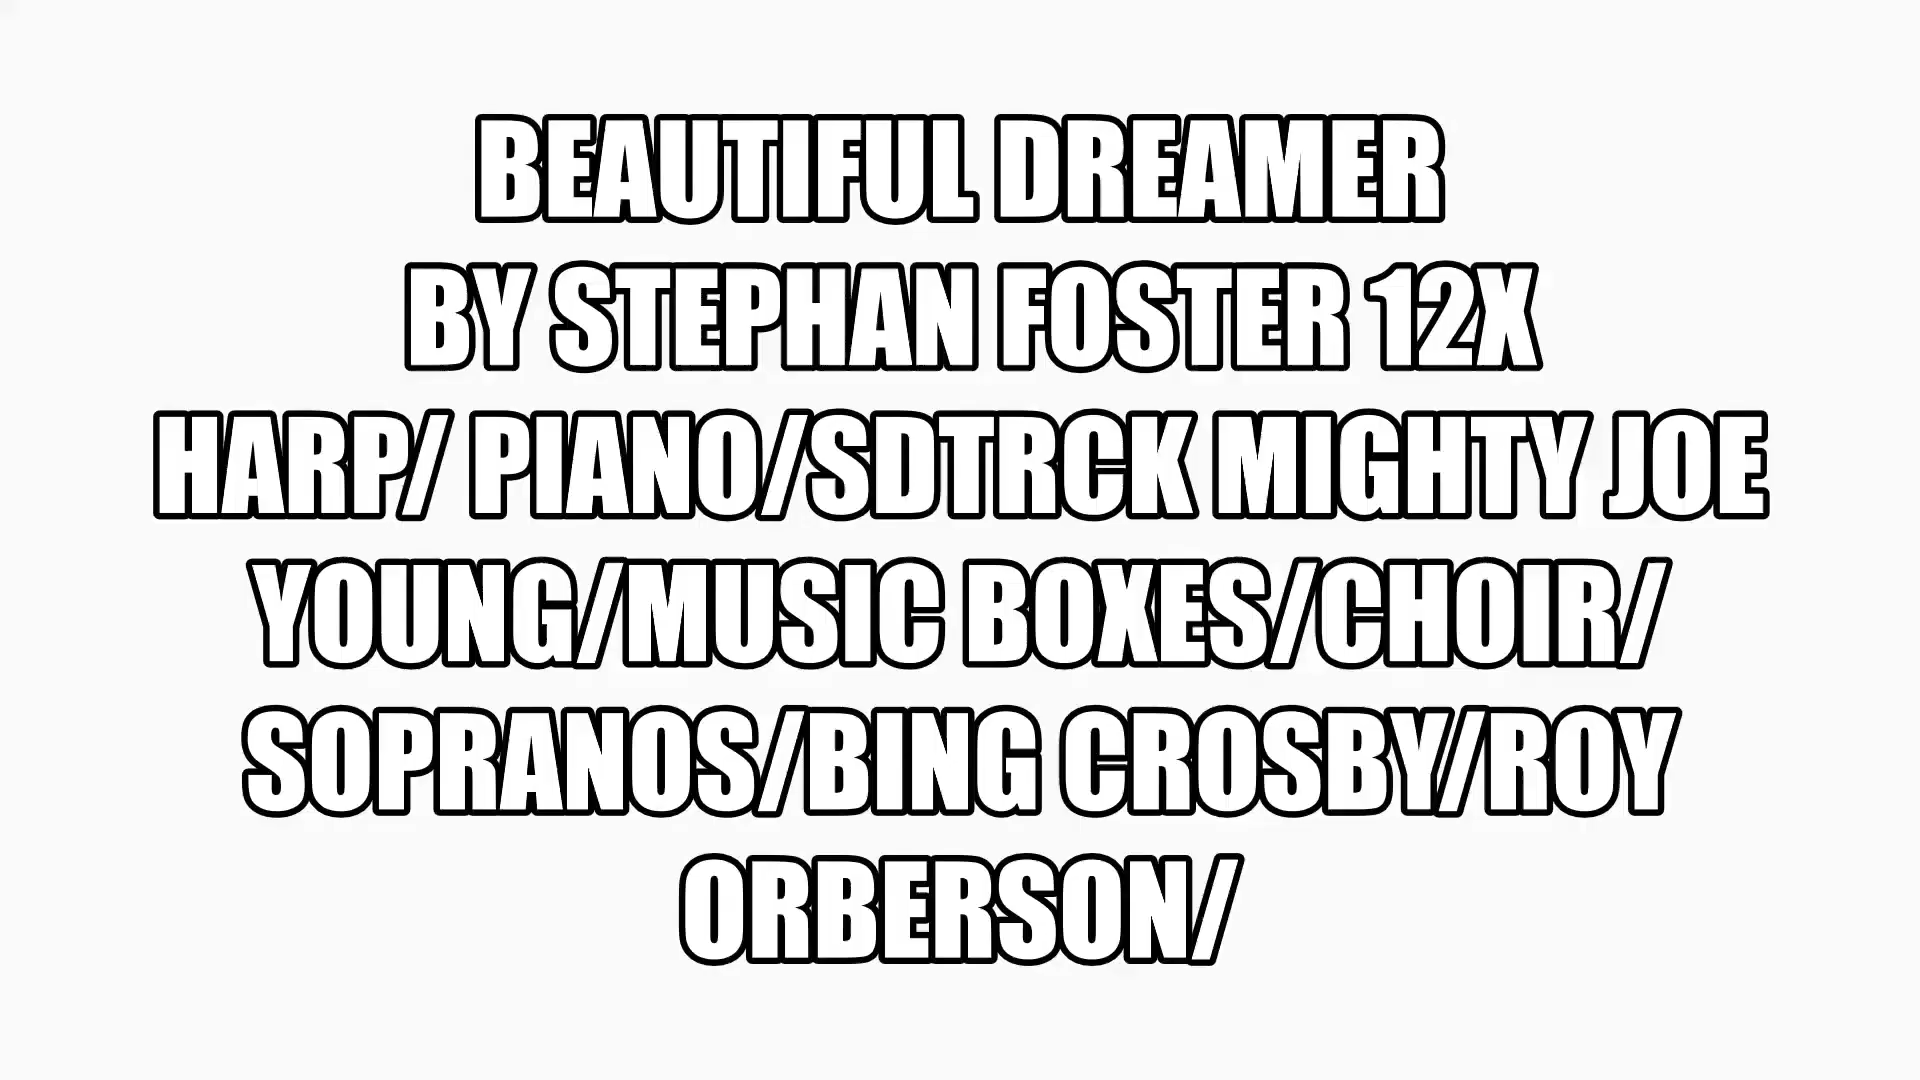 BEAUTIFUL DREAMER
BY STEPHAN FOSTER 12X
HARP/ PIANO/SDTRCK MIGHTY JOE
YOUNG/MUSIC BOXES/CHOIR/
SOPRANOS/BING CROSBY/ROY
ORBERSON/